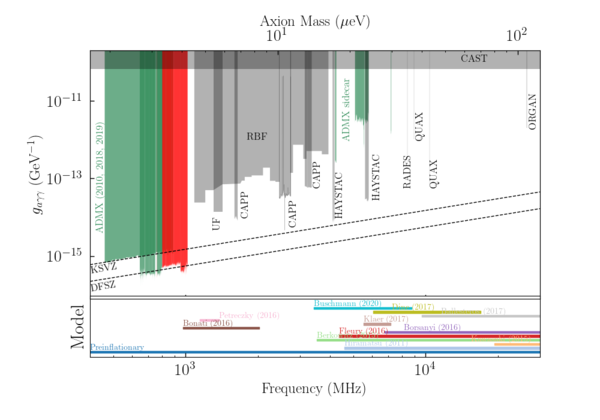 Axion Mass (μeV)
10¹ 10²
CAST
10⁻¹¹
10⁻¹³
10⁻¹⁵
g_aγγ (GeV⁻¹)
ADMX (2010, 2018, 2019)
RBF
UF
CAPP
CAPP
CAPP
HAYSTAC
ADMX sidecar
HAYSTAC
RADES
QUAX
QUAX
ORGAN
KSVZ
DFSZ
Model
Buschmann (2020)
(2017)
Petreczky (2016)
Klaer (2017)
Bonati (2016)
Borsanyi (2016)
Fleury (2016)
Preinflationary
10³ 10⁴
Frequency (MHz)